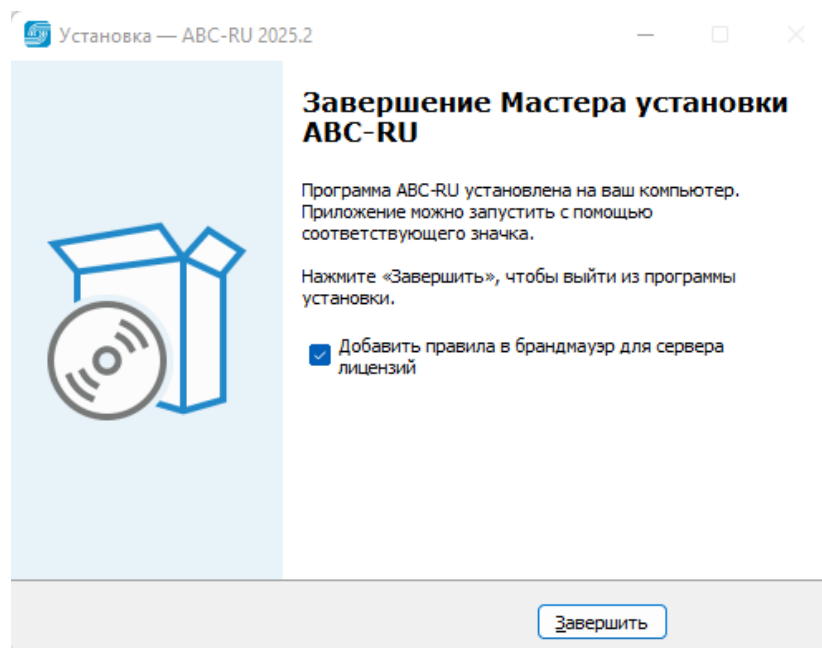 Установка — ABC-RU 2025.2
Завершение Мастера установки
ABC-RU
Программа ABC-RU установлена на ваш компьютер.
Приложение можно запустить с помощью
соответствующего значка.
Нажмите «Завершить», чтобы выйти из программы
установки.
Добавить правила в брандмауэр для сервера
лицензий
Завершить